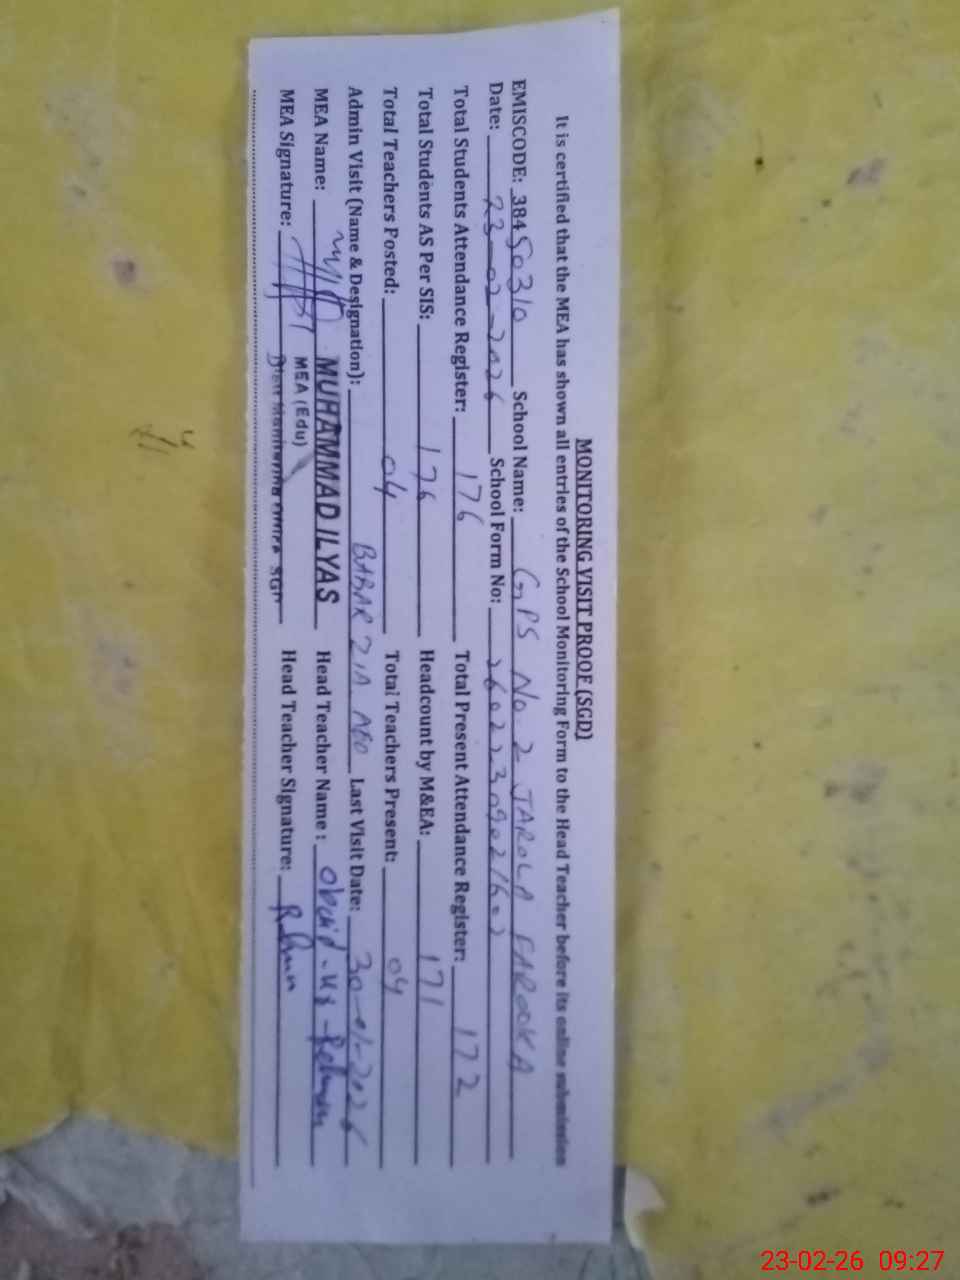 MONITORING VISIT PROOF (SGD)
It is certified that the MEA has shown all entries of the School Monitoring Form to the Head Teacher before its online submission
EMISCODE: 38450310 School Name: GPS No. 2 JAROLA FAROOKA
Date: 23-02-2026 School Form No:
Total Students Attendance Register: 176 Total Present Attendance Register: 172
Total Students AS Per SIS: 176 Headcount by M&EA: 171
Total Teachers Posted: 04 Total Teachers Present: 04
Admin Visit (Name & Designation): BABAR ZIA AEO Last Visit Date: 30-01-2026
MEA Name: MUHAMMAD ILYAS Head Teacher Name: Obaid-Ur-Rehman
MEA (Edu)
MEA Signature: Distt Monitoring Office SGD Head Teacher Signature:
23-02-26 09:27